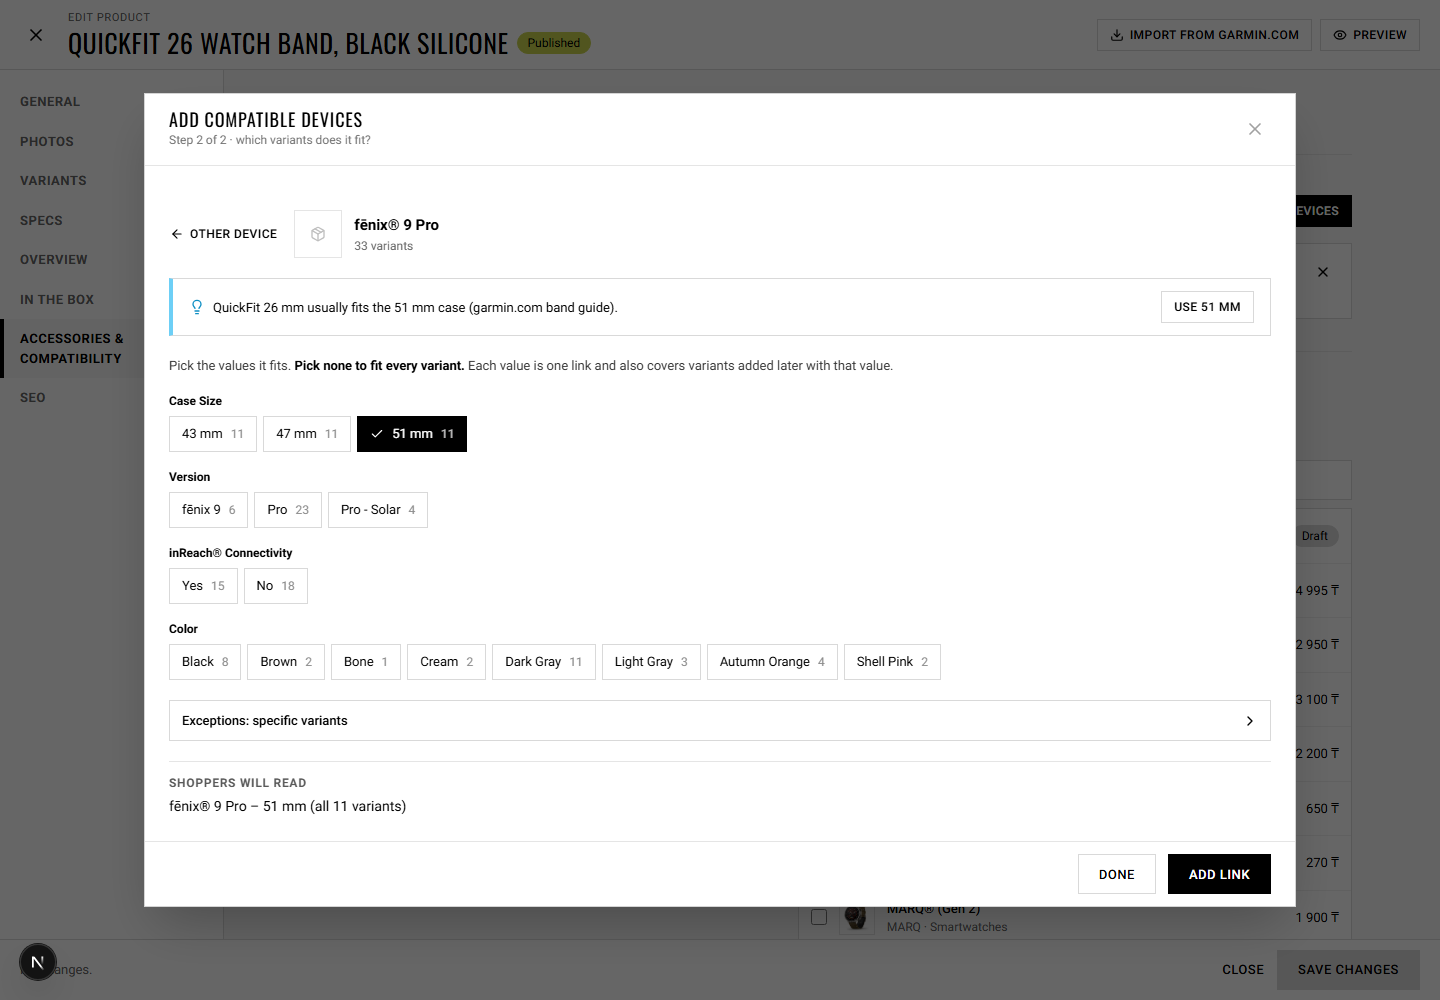 EDIT PRODUCT
QUICKFIT 26 WATCH BAND, BLACK SILICONE
Published
IMPORT FROM GARMIN.COM
PREVIEW
GENERAL
PHOTOS
VARIANTS
SPECS
OVERVIEW
IN THE BOX
ACCESSORIES &
COMPATIBILITY
SEO
ADD COMPATIBLE DEVICES
Step 2 of 2 · which variants does it fit?
OTHER DEVICE
fēnix® 9 Pro
33 variants
QuickFit 26 mm usually fits the 51 mm case (garmin.com band guide).
USE 51 MM
Pick the values it fits. Pick none to fit every variant. Each value is one link and also covers variants added later with that value.
Case Size
43 mm 11
47 mm 11
51 mm 11
Version
fēnix 9 6
Pro 23
Pro - Solar 4
inReach® Connectivity
Yes 15
No 18
Color
Black 8
Brown 2
Bone 1
Cream 2
Dark Gray 11
Light Gray 3
Autumn Orange 4
Shell Pink 2
Exceptions: specific variants
SHOPPERS WILL READ
fēnix® 9 Pro – 51 mm (all 11 variants)
DONE
ADD LINK
EVICES
Draft
4 995 ₸
2 950 ₸
3 100 ₸
2 200 ₸
650 ₸
270 ₸
MARQ® (Gen 2)
MARQ · Smartwatches
1 900 ₸
N
anges.
CLOSE
SAVE CHANGES